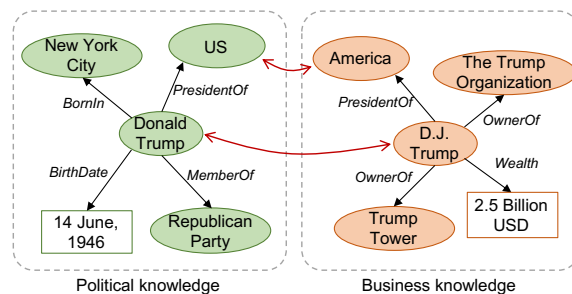 New York
City
US
BornIn
PresidentOf
Donald
Trump
BirthDate
MemberOf
14 June,
1946
Republican
Party
Political knowledge
America
The Trump
Organization
PresidentOf
OwnerOf
D.J.
Trump
OwnerOf
Wealth
Trump
Tower
2.5 Billion
USD
Business knowledge